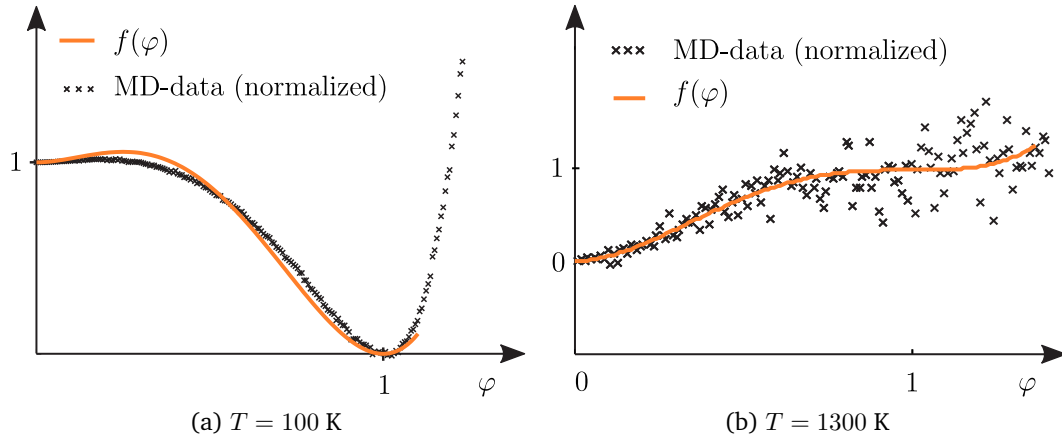 f(φ)
××× MD-data (normalized)
××××× MD-data (normalized)
f(φ)
1
1
0
1
φ
0
1
φ
(a) T = 100 K
(b) T = 1300 K